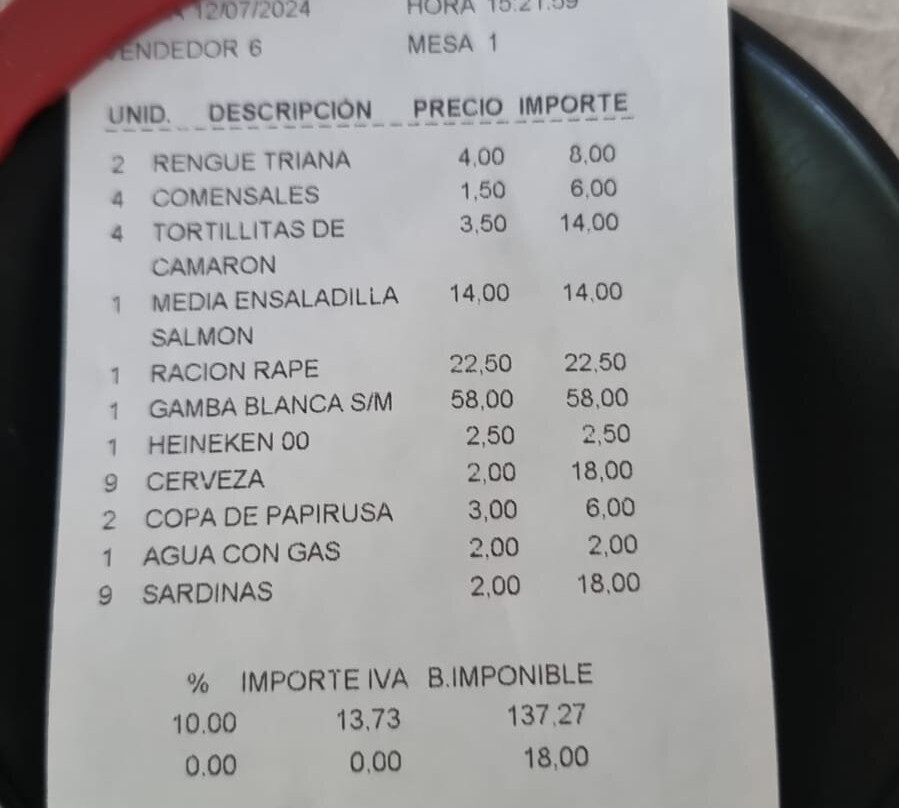 12/07/2024 HORA 15:21:59
VENDEDOR 6 MESA 1
UNID. DESCRIPCIÓN PRECIO IMPORTE
2 RENGUE TRIANA 4,00 8,00
4 COMENSALES 1,50 6,00
4 TORTILLITAS DE 3,50 14,00
CAMARON
1 MEDIA ENSALADILLA 14,00 14,00
SALMON
1 RACION RAPE 22,50 22,50
1 GAMBA BLANCA S/M 58,00 58,00
1 HEINEKEN 00 2,50 2,50
9 CERVEZA 2,00 18,00
2 COPA DE PAPIRUSA 3,00 6,00
1 AGUA CON GAS 2,00 2,00
9 SARDINAS 2,00 18,00
% IMPORTE IVA B.IMPONIBLE
10.00 13,73 137,27
0.00 0,00 18,00